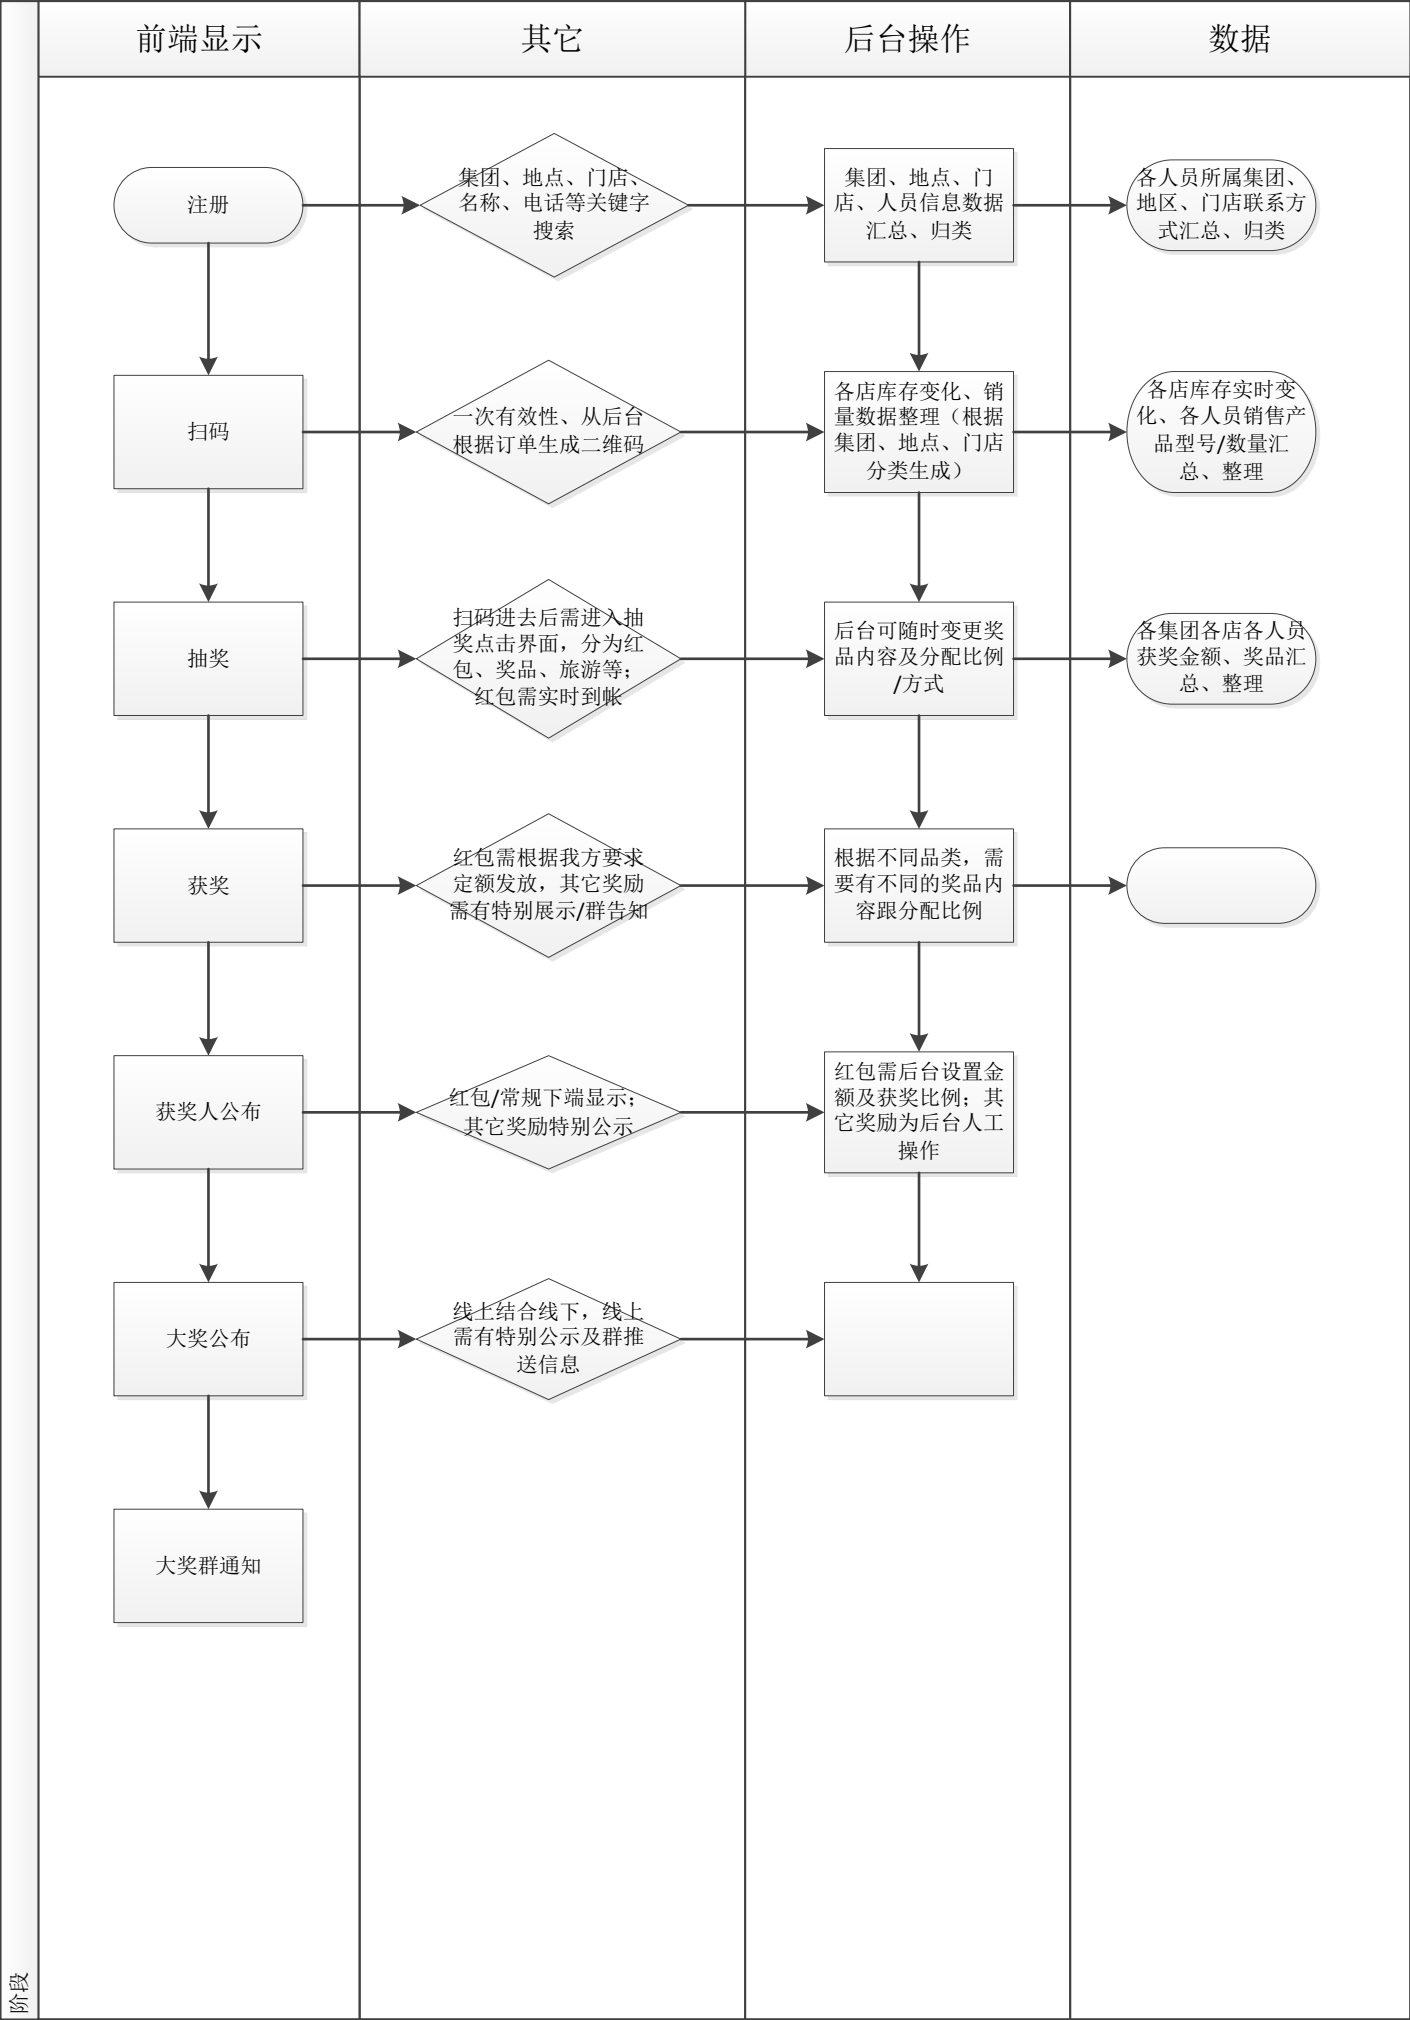 前端显示
其它
后台操作
数据
注册
集团、地点、门店、
名称、电话等关键字
搜索
集团、地点、门
店、人员信息数据
汇总、归类
各人员所属集团、
地区、门店联系方
式汇总、归类
扫码
一次有效性、从后台
根据订单生成二维码
各店库存变化、销
量数据整理（根据
集团、地点、门店
分类生成）
各店库存实时变
化、各人员销售产
品型号/数量汇
总、整理
抽奖
扫码进去后需进入抽
奖点击界面，分为红
包、奖品、旅游等；
红包需实时到帐
后台可随时变更奖
品内容及分配比例
/方式
各集团各店各人员
获奖金额、奖品汇
总、整理
获奖
红包需根据我方要求
定额发放，其它奖励
需有特别展示/群告知
根据不同品类，需
要有不同的奖品内
容跟分配比例
获奖人公布
红包/常规下端显示；
其它奖励特别公示
红包需后台设置金
额及获奖比例；其
它奖励为后台人工
操作
大奖公布
线上结合线下，线上
需有特别公示及群推
送信息
大奖群通知
阶段